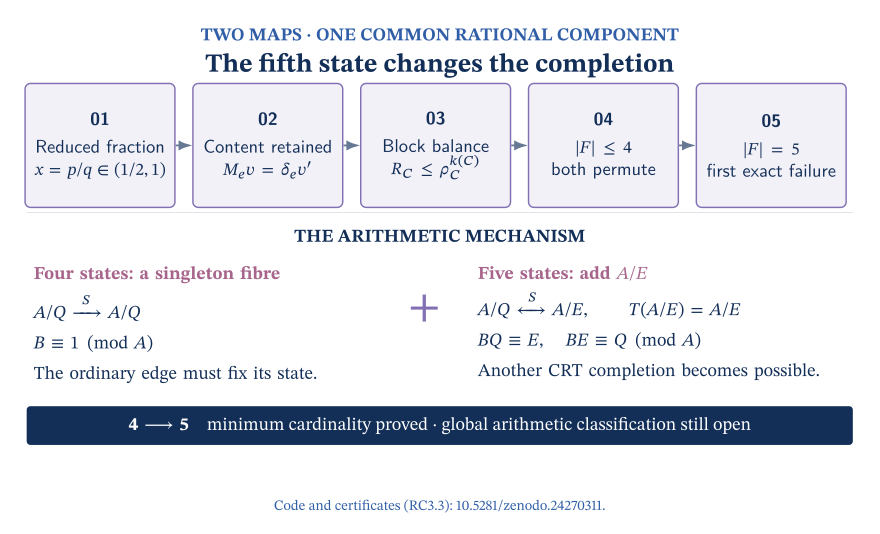 TWO MAPS · ONE COMMON RATIONAL COMPONENT
The fifth state changes the completion
01
Reduced fraction
x = p/q ∈ (1/2, 1)
02
Content retained
M_e v = δ_e v′
03
Block balance
R_C ≤ ρ_C^{k(C)}
04
|F| ≤ 4
both permute
05
|F| = 5
first exact failure
THE ARITHMETIC MECHANISM
Four states: a singleton fibre
A/Q —S→ A/Q
B ≡ 1 (mod A)
The ordinary edge must fix its state.
+
Five states: add A/E
A/Q ←S→ A/E, T(A/E) = A/E
BQ ≡ E, BE ≡ Q (mod A)
Another CRT completion becomes possible.
4 ⟶ 5 minimum cardinality proved · global arithmetic classification still open
Code and certificates (RC3.3): 10.5281/zenodo.24270311.